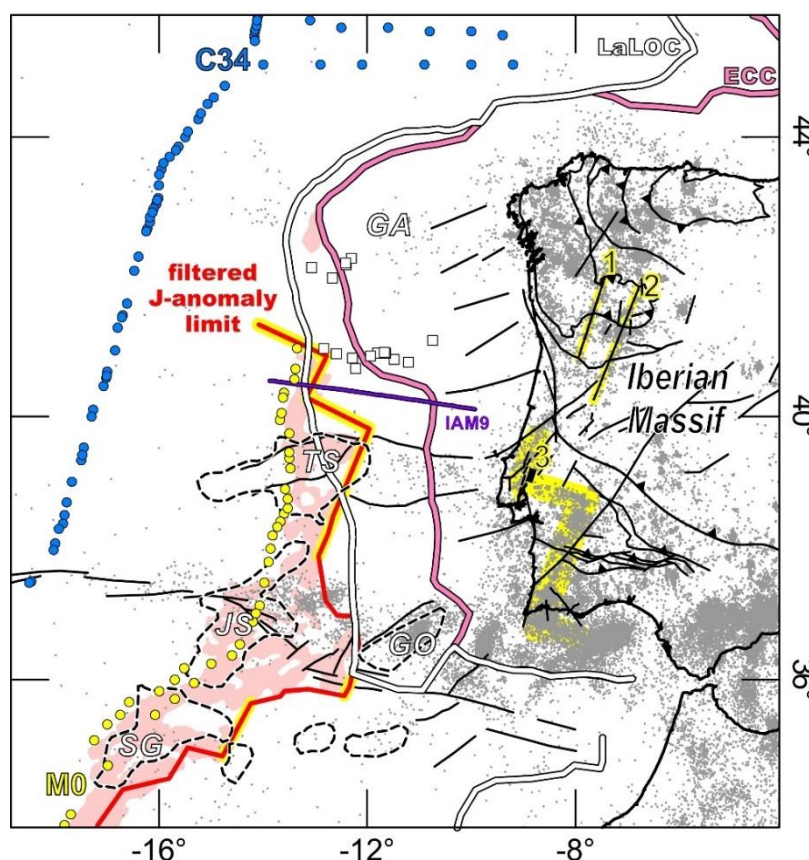 C34
LaLOC
ECC
44°
GA
filtered
J-anomaly
limit
1
2
Iberian
Massif
40°
IAM9
TS
3
JS
GO
36°
SG
M0
-16°
-12°
-8°